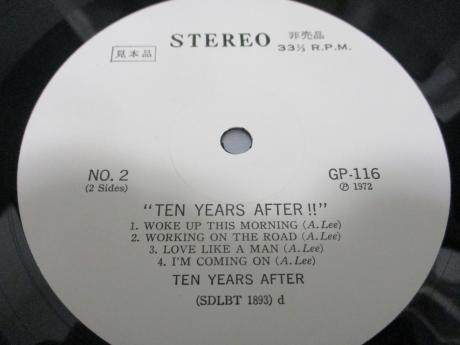 STEREO
見本品
非売品
33⅓ R.P.M.
NO. 2
(2 Sides)
GP-116
Ⓟ 1972
"TEN YEARS AFTER!!"
1. WOKE UP THIS MORNING (A. Lee)
2. WORKING ON THE ROAD (A. Lee)
3. LOVE LIKE A MAN (A. Lee)
4. I'M COMING ON (A. Lee)
TEN YEARS AFTER
(SDLBT 1893) d